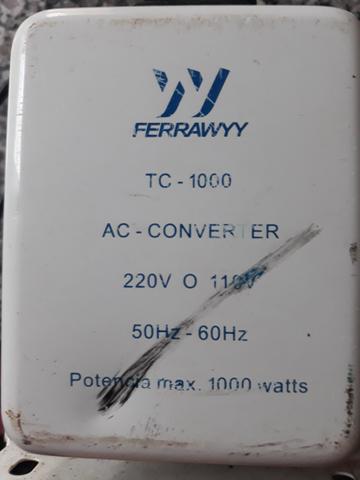 FERRAWYY
TC - 1000
AC - CONVERTER
220V O 110V
50Hz - 60Hz
Potencia max. 1000 watts